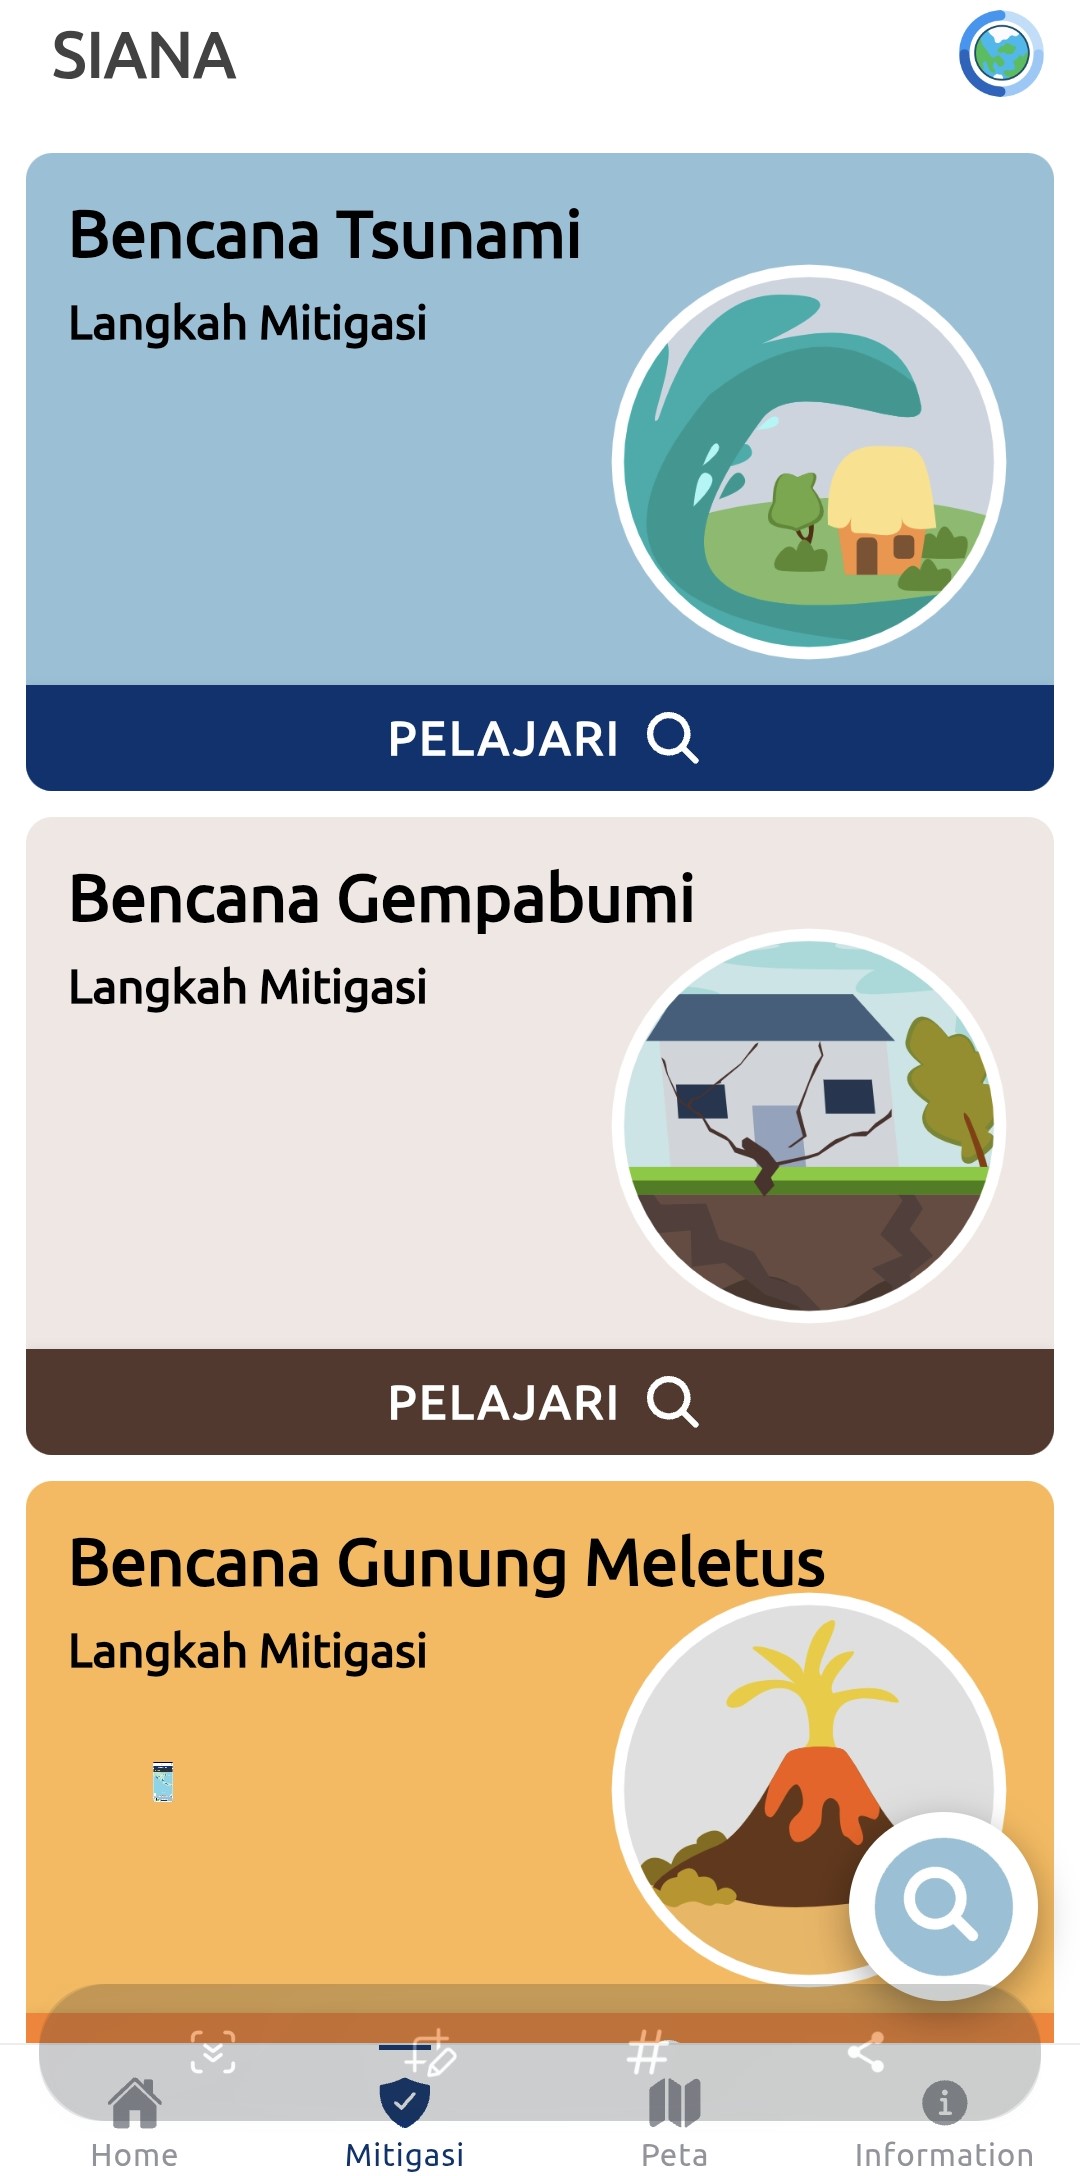 SIANA
Bencana Tsunami
Langkah Mitigasi
PELAJARI
Bencana Gempabumi
Langkah Mitigasi
PELAJARI
Bencana Gunung Meletus
Langkah Mitigasi
Home
Mitigasi
Peta
Information